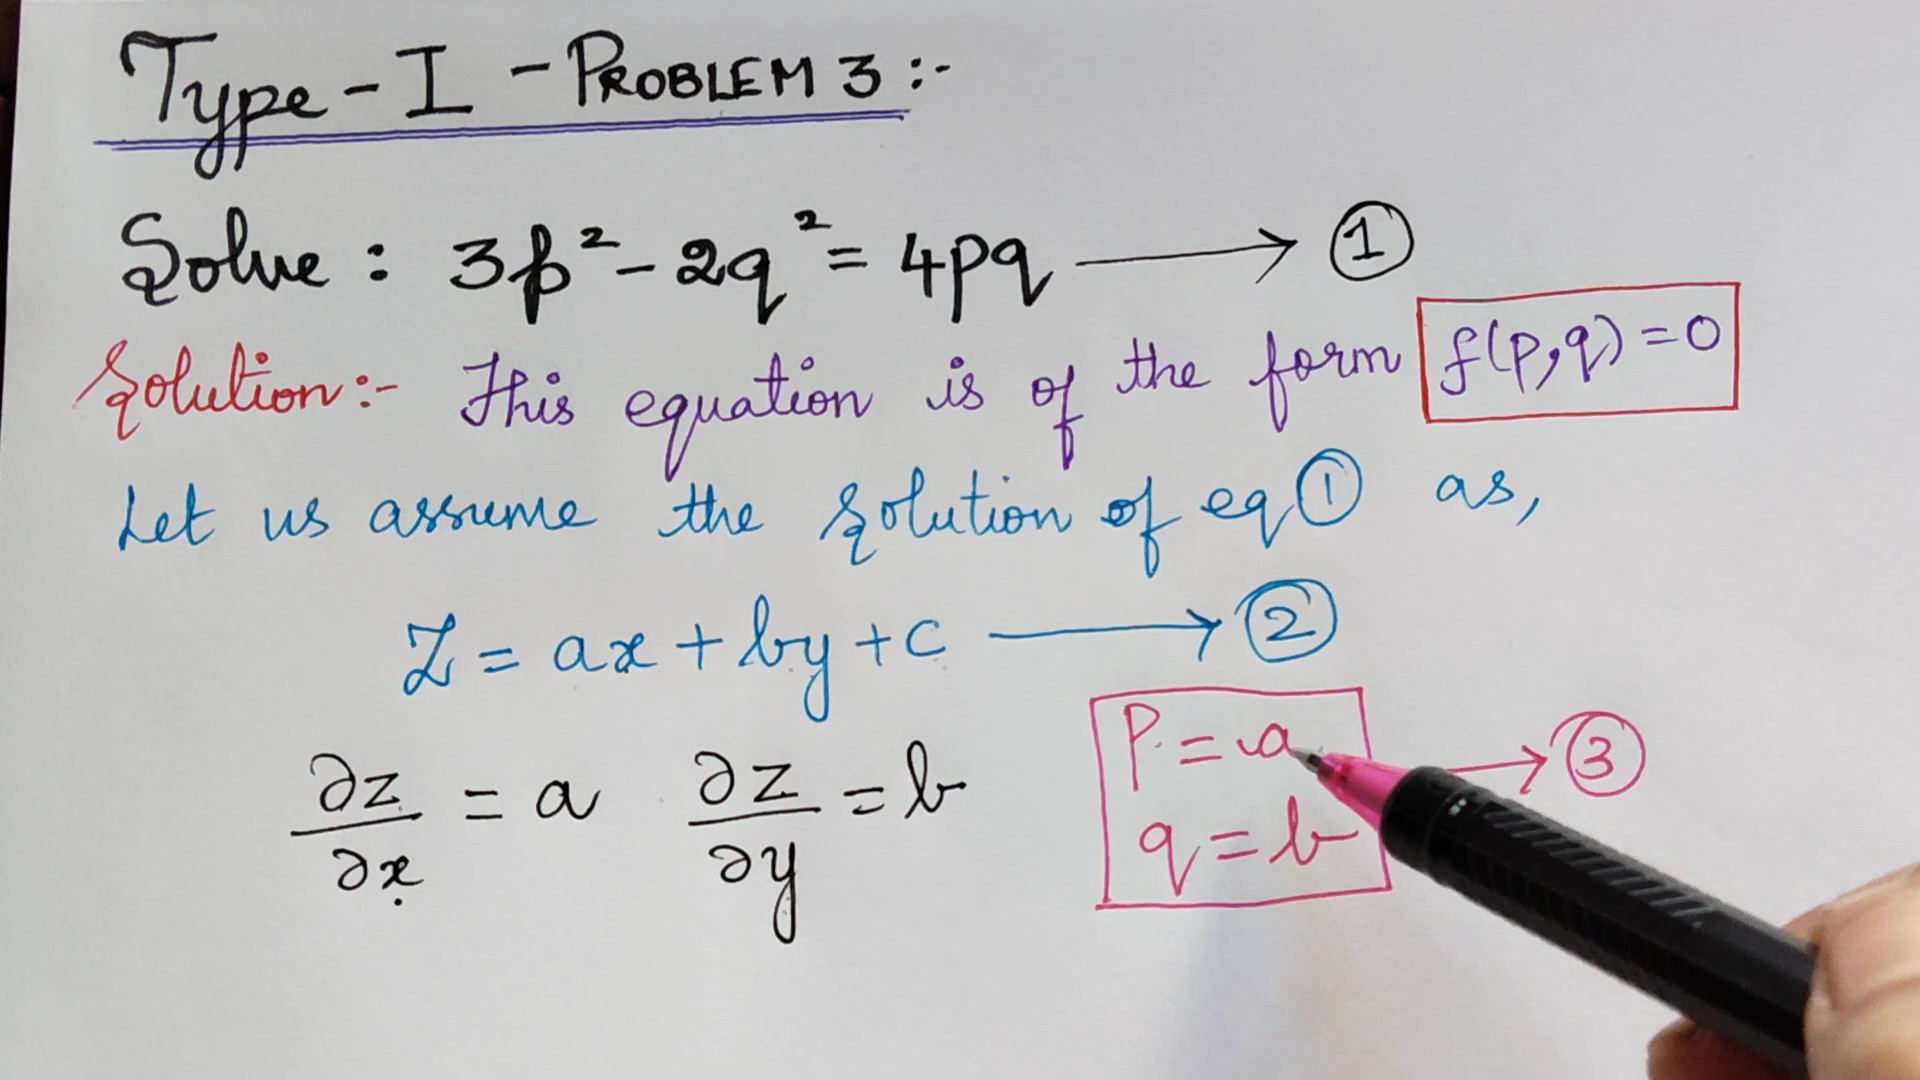 Type - I - PROBLEM 3 :-
Solve : 3p² - 2q² = 4pq → ①
Solution:- This equation is of the form f(p,q)=0
Let us assume the solution of eq ① as,
Z = ax + by + c → ②
∂z/∂x = a ∂z/∂y = b
P = a
q = b → ③